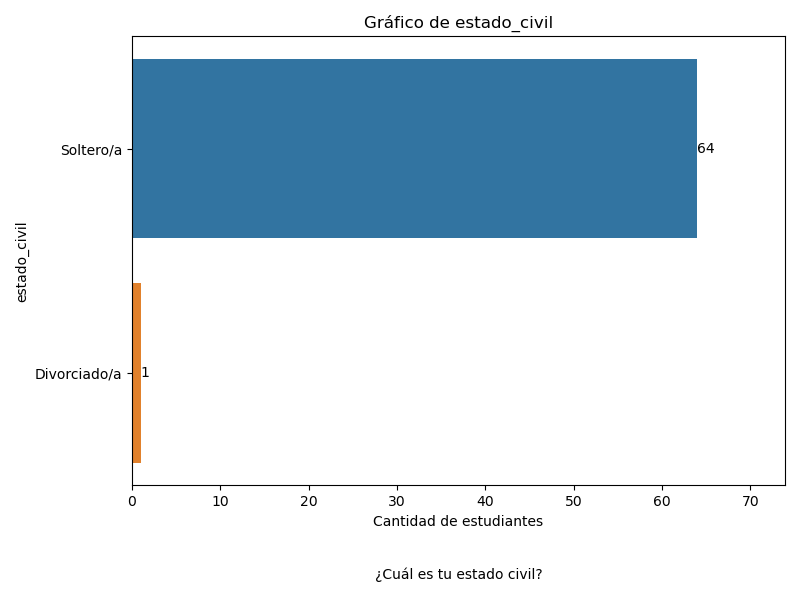 Gráfico de estado_civil
estado_civil
Soltero/a
64
Divorciado/a
1
0 10 20 30 40 50 60 70
Cantidad de estudiantes
¿Cuál es tu estado civil?